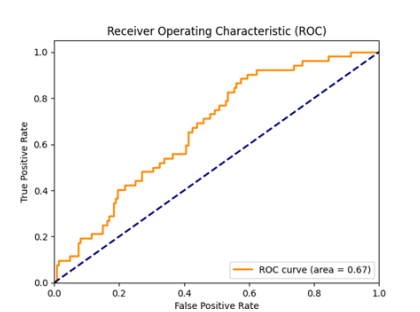 Receiver Operating Characteristic (ROC)
True Positive Rate
1.0
0.8
0.6
0.4
0.2
0.0
0.0 0.2 0.4 0.6 0.8 1.0
ROC curve (area = 0.67)
False Positive Rate